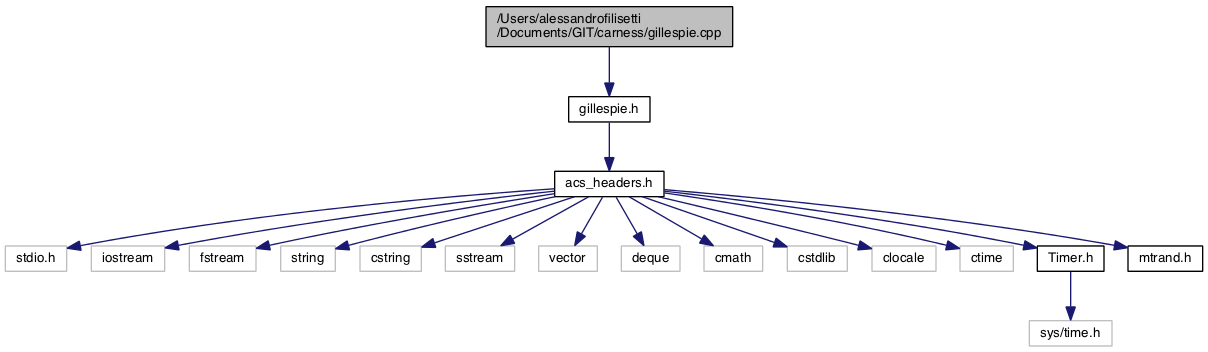 /Users/alessandrofilisetti
/Documents/GIT/carness/gillespie.cpp
gillespie.h
acs_headers.h
stdio.h
iostream
fstream
string
cstring
sstream
vector
deque
cmath
cstdlib
clocale
ctime
Timer.h
mtrand.h
sys/time.h